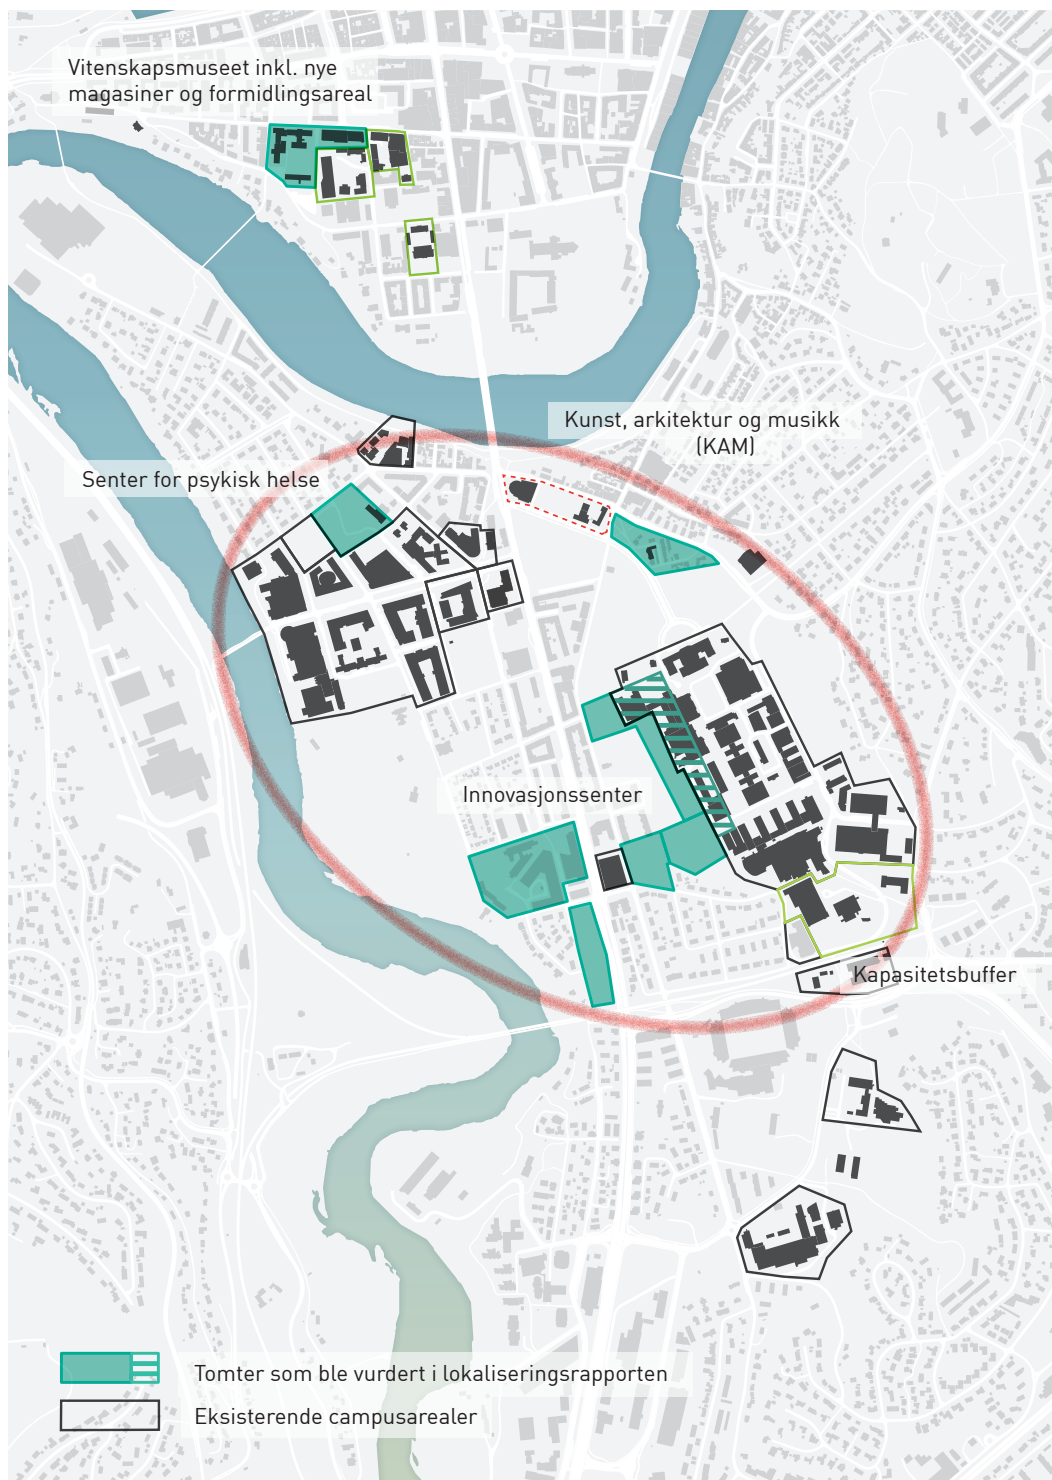 Vitenskapsmuseet inkl. nye
magasiner og formidlingsareal
Kunst, arkitektur og musikk
(KAM)
Senter for psykisk helse
Innovasjonssenter
Kapasitetsbuffer
Tomter som ble vurdert i lokaliseringsrapporten
Eksisterende campusarealer